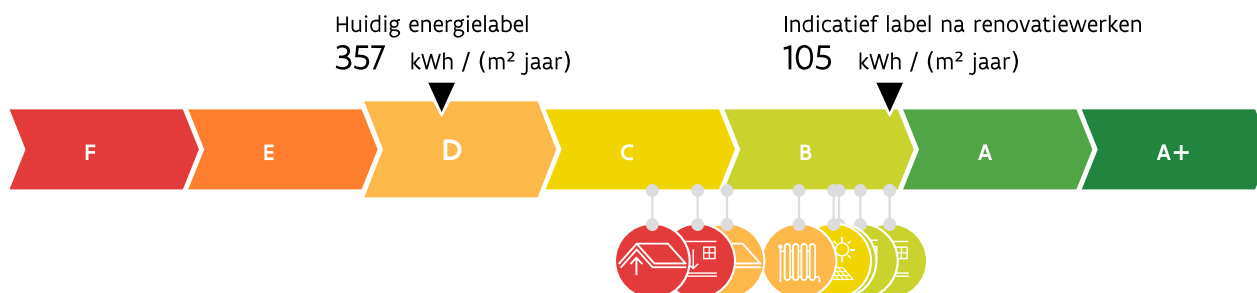 Huidig energielabel
357 kWh / (m² jaar)
Indicatief label na renovatiewerken
105 kWh / (m² jaar)
F E D C B A A+